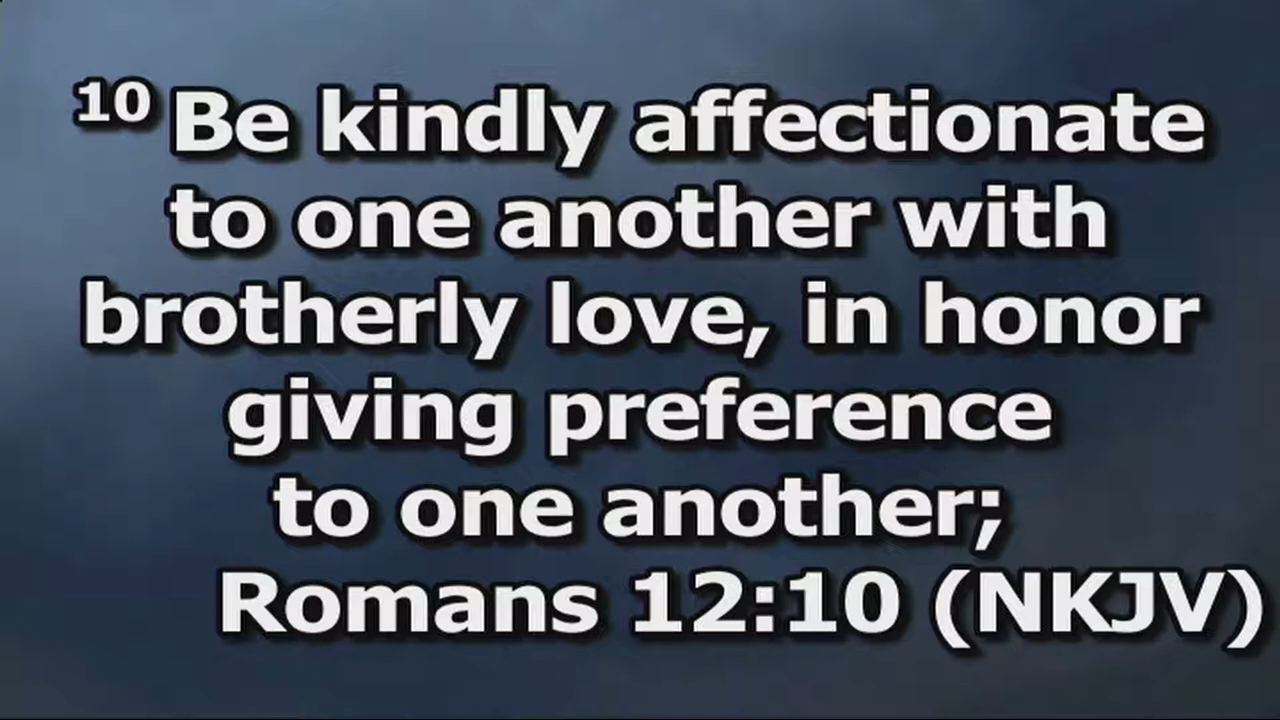 10 Be kindly affectionate
to one another with
brotherly love, in honor
giving preference
to one another;
Romans 12:10 (NKJV)